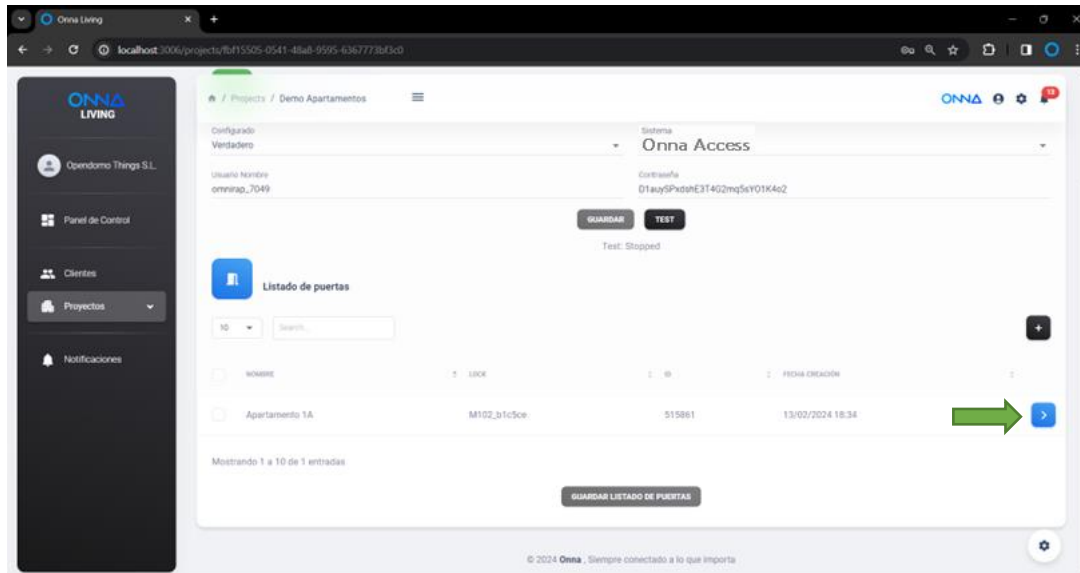 Onna Living
localhost:3006/projects/fbf15505-0541-48a8-9595-6367773bf3c0
ONNA
LIVING
Opendomo Things S.L.
Panel de Control
Clientes
Proyectos
Notificaciones
/ Projects / Demo Apartamentos
ONNA
13
Configurado
Verdadero
Sistema
Onna Access
Usuario Nombre
omnirap_7049
Contraseña
GUARDAR
TEST
Test: Stopped
Listado de puertas
10
Search...
+
NOMBRE
LOCK
ID
FECHA CREACIÓN
Apartamento 1A
M102_b1c5ce
515861
13/02/2024 18:34
Mostrando 1 a 10 de 1 entradas
GUARDAR LISTADO DE PUERTAS
© 2024 Onna , Siempre conectado a lo que importa